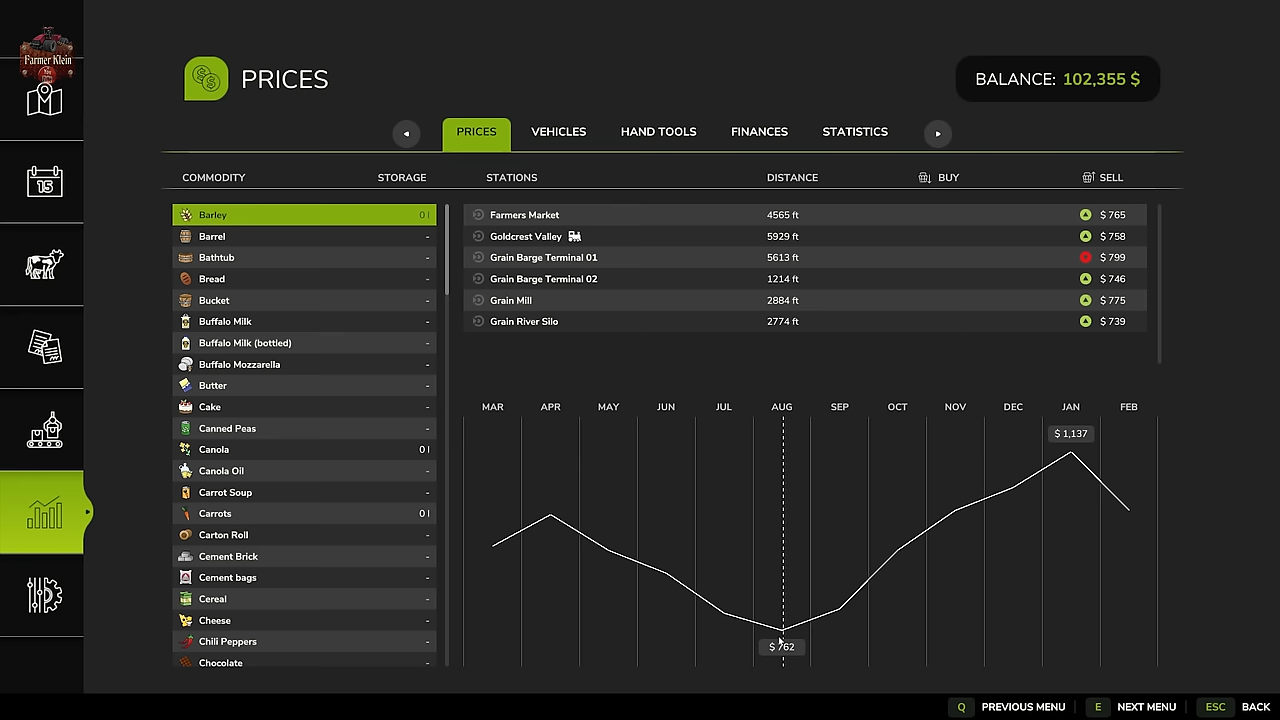 Farmer Klein
You
PRICES
BALANCE: 102,355 $
PRICES VEHICLES HAND TOOLS FINANCES STATISTICS
COMMODITY STORAGE STATIONS DISTANCE BUY SELL
15
Barley 0 l
Barrel -
Bathtub -
Bread -
Bucket -
Buffalo Milk -
Buffalo Milk (bottled) -
Buffalo Mozzarella -
Butter -
Cake -
Canned Peas -
Canola 0 l
Canola Oil -
Carrot Soup -
Carrots 0 l
Carton Roll -
Cement Brick -
Cement bags -
Cereal -
Cheese -
Chili Peppers -
Chocolate -
Farmers Market 4565 ft $ 765
Goldcrest Valley 5929 ft $ 758
Grain Barge Terminal 01 5613 ft $ 799
Grain Barge Terminal 02 1214 ft $ 746
Grain Mill 2884 ft $ 775
Grain River Silo 2774 ft $ 739
MAR APR MAY JUN JUL AUG SEP OCT NOV DEC JAN FEB
$ 1,137
$ 762
Q PREVIOUS MENU E NEXT MENU ESC BACK